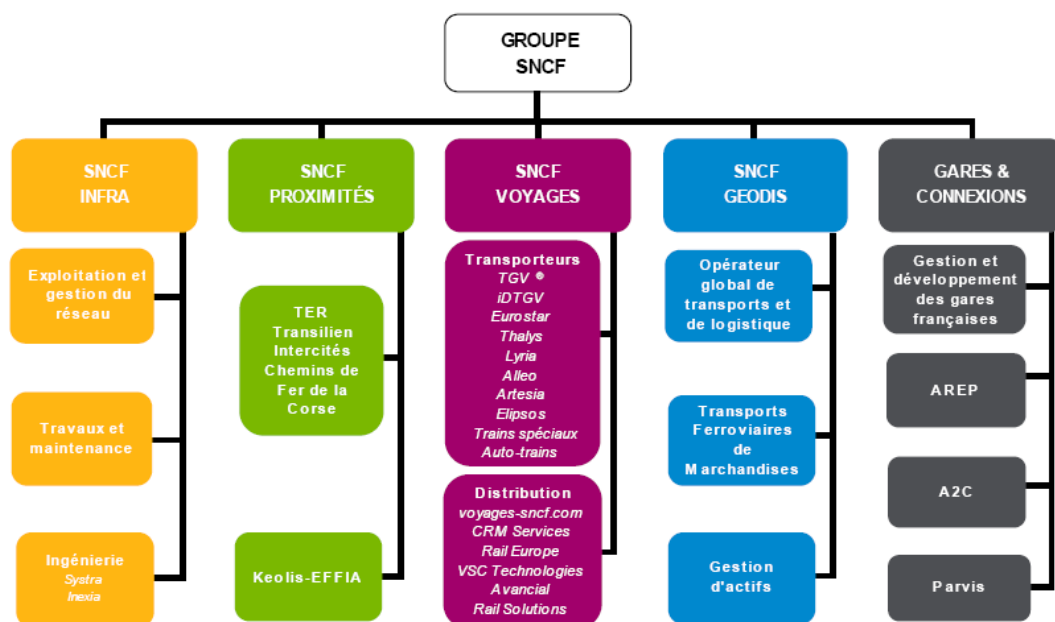 GROUPE
SNCF
SNCF
INFRA
SNCF
PROXIMITÉS
SNCF
VOYAGES
SNCF
GEODIS
GARES &
CONNEXIONS
Exploitation et
gestion du
réseau
Travaux et
maintenance
Ingénierie
Systra
Inexia
TER
Transilien
Intercités
Chemins de
Fer de la
Corse
Keolis-EFFIA
Transporteurs
TGV ®
iDTGV
Eurostar
Thalys
Lyria
Alleo
Artesia
Elipsos
Trains spéciaux
Auto-trains
Distribution
voyages-sncf.com
CRM Services
Rail Europe
VSC Technologies
Avancial
Rail Solutions
Opérateur
global de
transports et
de logistique
Transports
Ferroviaires
de
Marchandises
Gestion
d'actifs
Gestion et
développement
des gares
françaises
AREP
A2C
Parvis